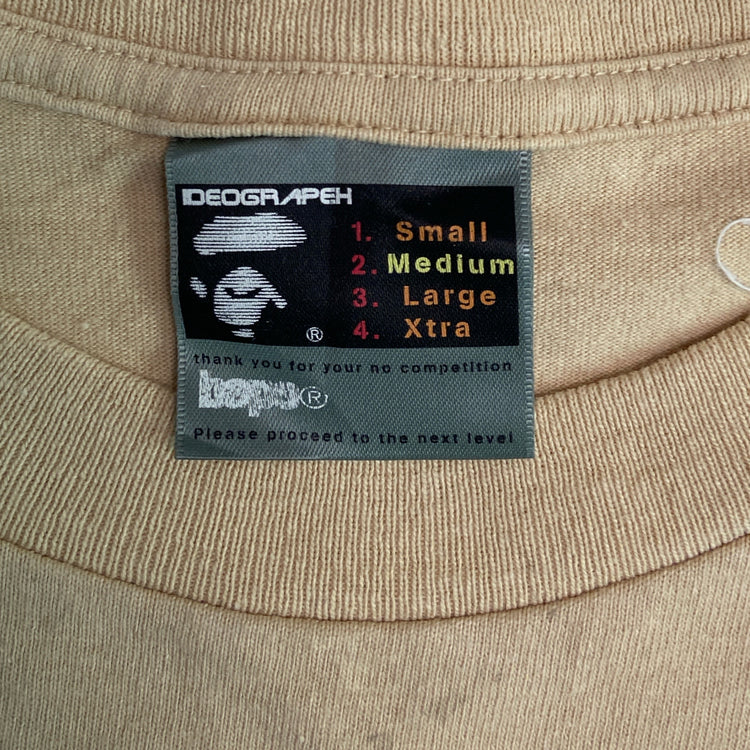 IDEOGRAPEH
1. Small
2. Medium
3. Large
4. Xtra
®
thank you for your no competition
bape®
Please proceed to the next level